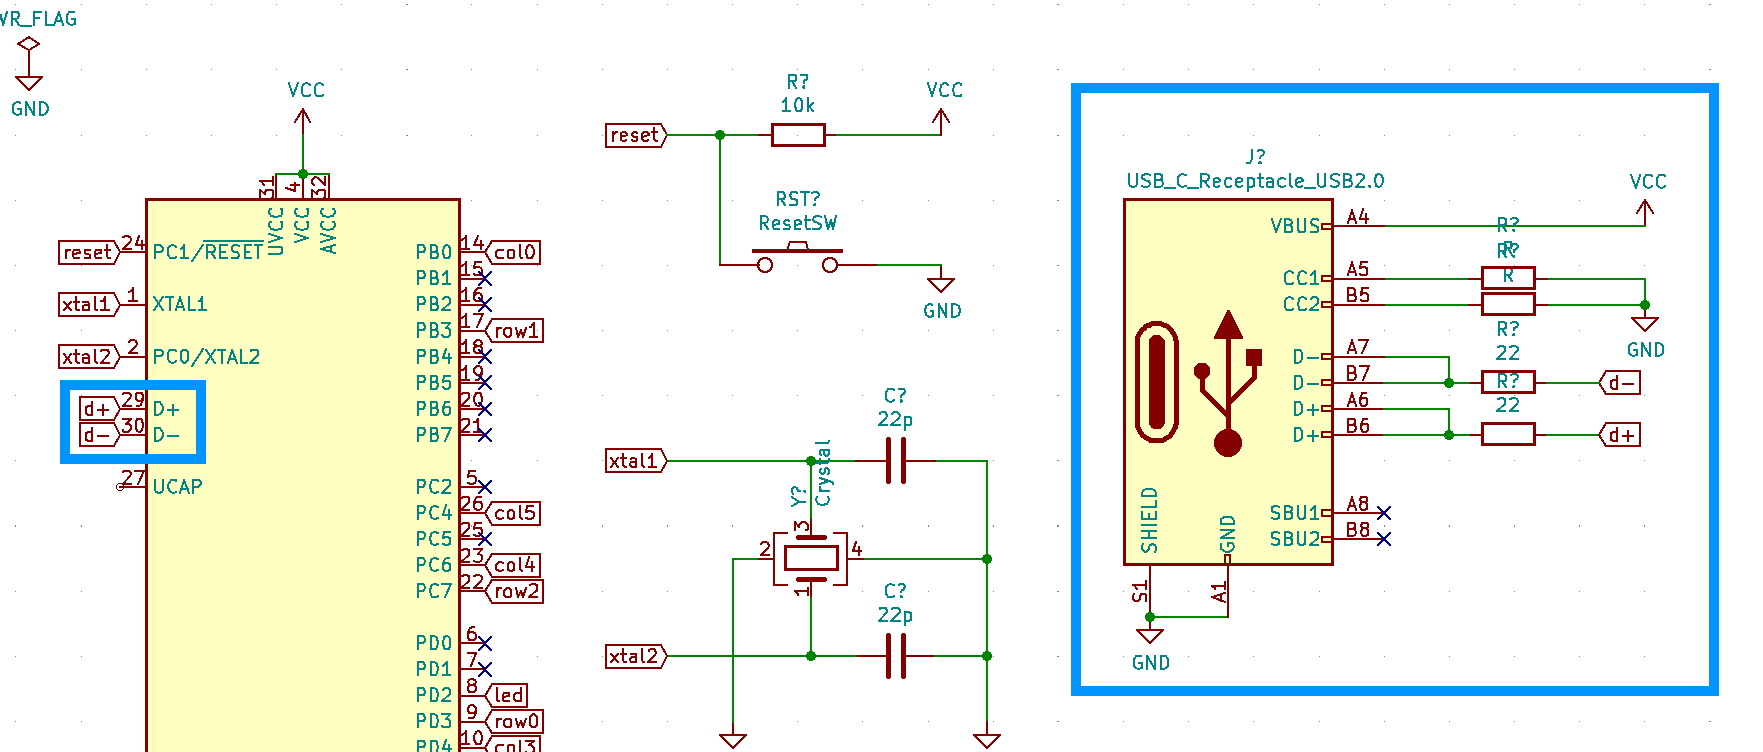 WR_FLAG
GND
VCC
31
4
32
UVCC
VCC
AVCC
reset
24
PC1/RESET
xtal1
1
XTAL1
xtal2
2
PC0/XTAL2
d+
29
D+
d-
30
D-
27
UCAP
PB0
14
col0
PB1
15
PB2
16
PB3
17
row1
PB4
18
PB5
19
PB6
20
PB7
21
PC2
5
PC4
26
col5
PC5
25
PC6
23
col4
PC7
22
row2
PD0
6
PD1
7
PD2
8
led
PD3
9
row0
PD4
10
col3
R?
10k
reset
VCC
RST?
ResetSW
GND
C?
22p
xtal1
Y?
Crystal
3
2
4
1
C?
22p
xtal2
J?
USB_C_Receptacle_USB2.0
VCC
VBUS
A4
R?
R?
R
CC1
A5
R
CC2
B5
GND
R?
22
D-
A7
D-
B7
d-
R?
22
D+
A6
D+
B6
d+
SBU1
A8
SBU2
B8
SHIELD
GND
S1
A1
GND